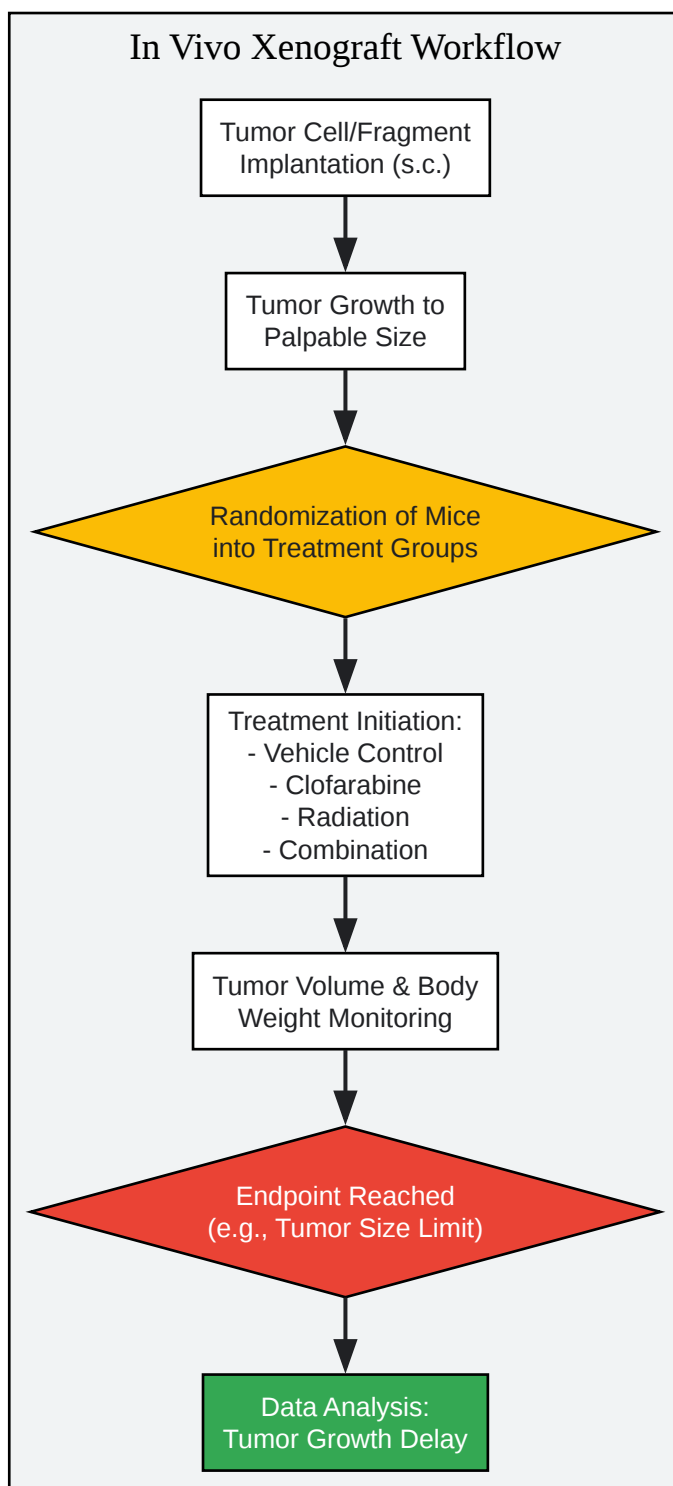 In Vivo Xenograft Workflow
Tumor Cell/Fragment
Implantation (s.c.)
Tumor Growth to
Palpable Size
Randomization of Mice
into Treatment Groups
Treatment Initiation:
- Vehicle Control
- Clofarabine
- Radiation
- Combination
Tumor Volume & Body
Weight Monitoring
Endpoint Reached
(e.g., Tumor Size Limit)
Data Analysis:
Tumor Growth Delay